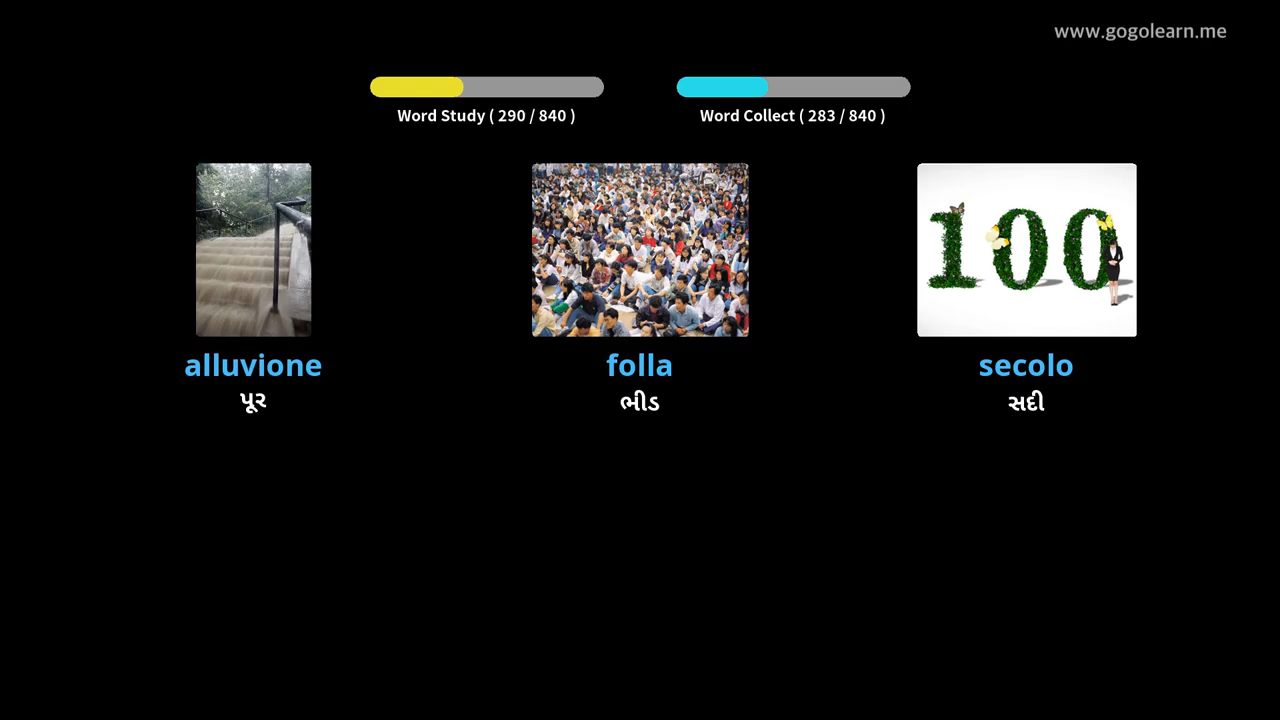 www.gogolearn.me
Word Study ( 290 / 840 )
Word Collect ( 283 / 840 )
100
alluvione
folla
secolo
પૂર
ભીડ
સદી